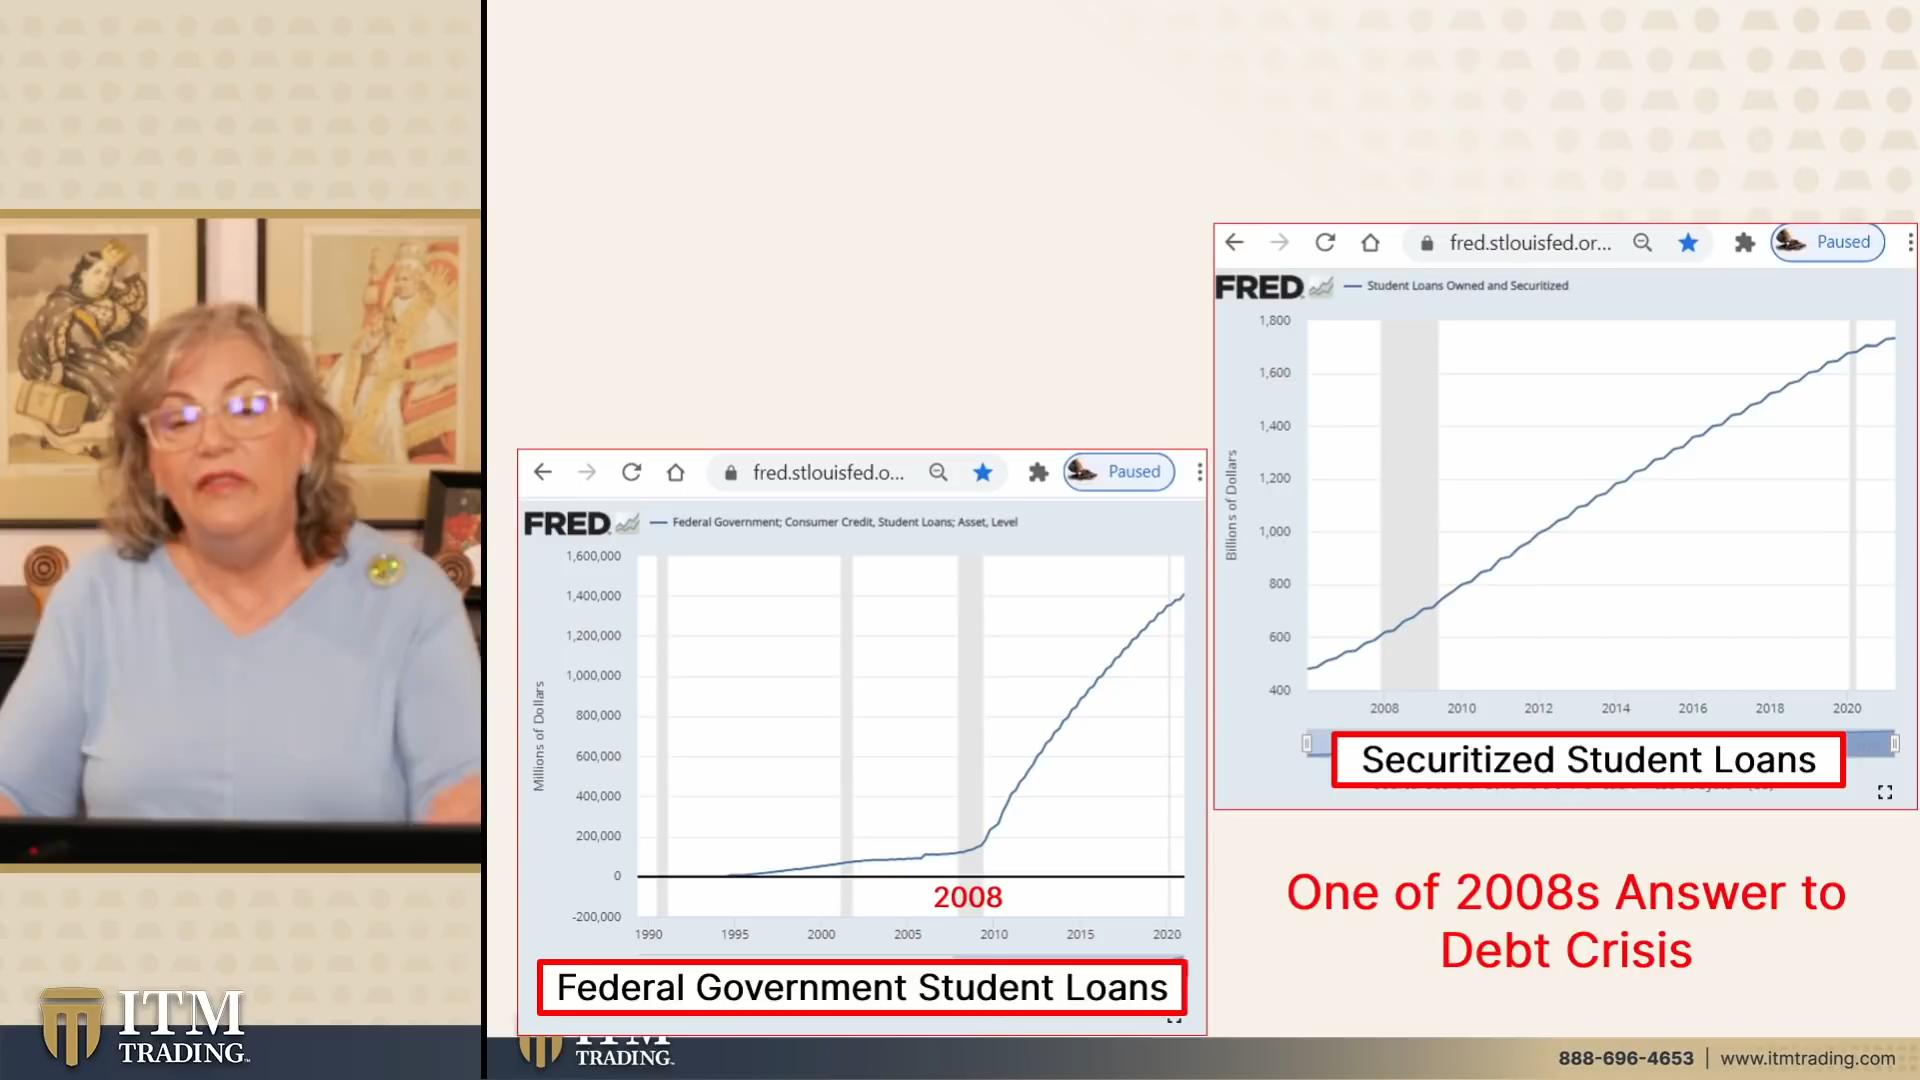 fred.stlouisfed.o...
Paused
FRED
Federal Government; Consumer Credit, Student Loans; Asset, Level
1,600,000
1,400,000
1,200,000
1,000,000
800,000
600,000
400,000
200,000
0
-200,000
Millions of Dollars
2008
1990 1995 2000 2005 2010 2015 2020
Federal Government Student Loans
fred.stlouisfed.or...
Paused
FRED
Student Loans Owned and Securitized
1,800
1,600
1,400
1,200
1,000
800
600
400
Billions of Dollars
2008 2010 2012 2014 2016 2018 2020
Securitized Student Loans
One of 2008s Answer to
Debt Crisis
ITM
TRADING
ITM
TRADING
888-696-4653 | www.itmtrading.com